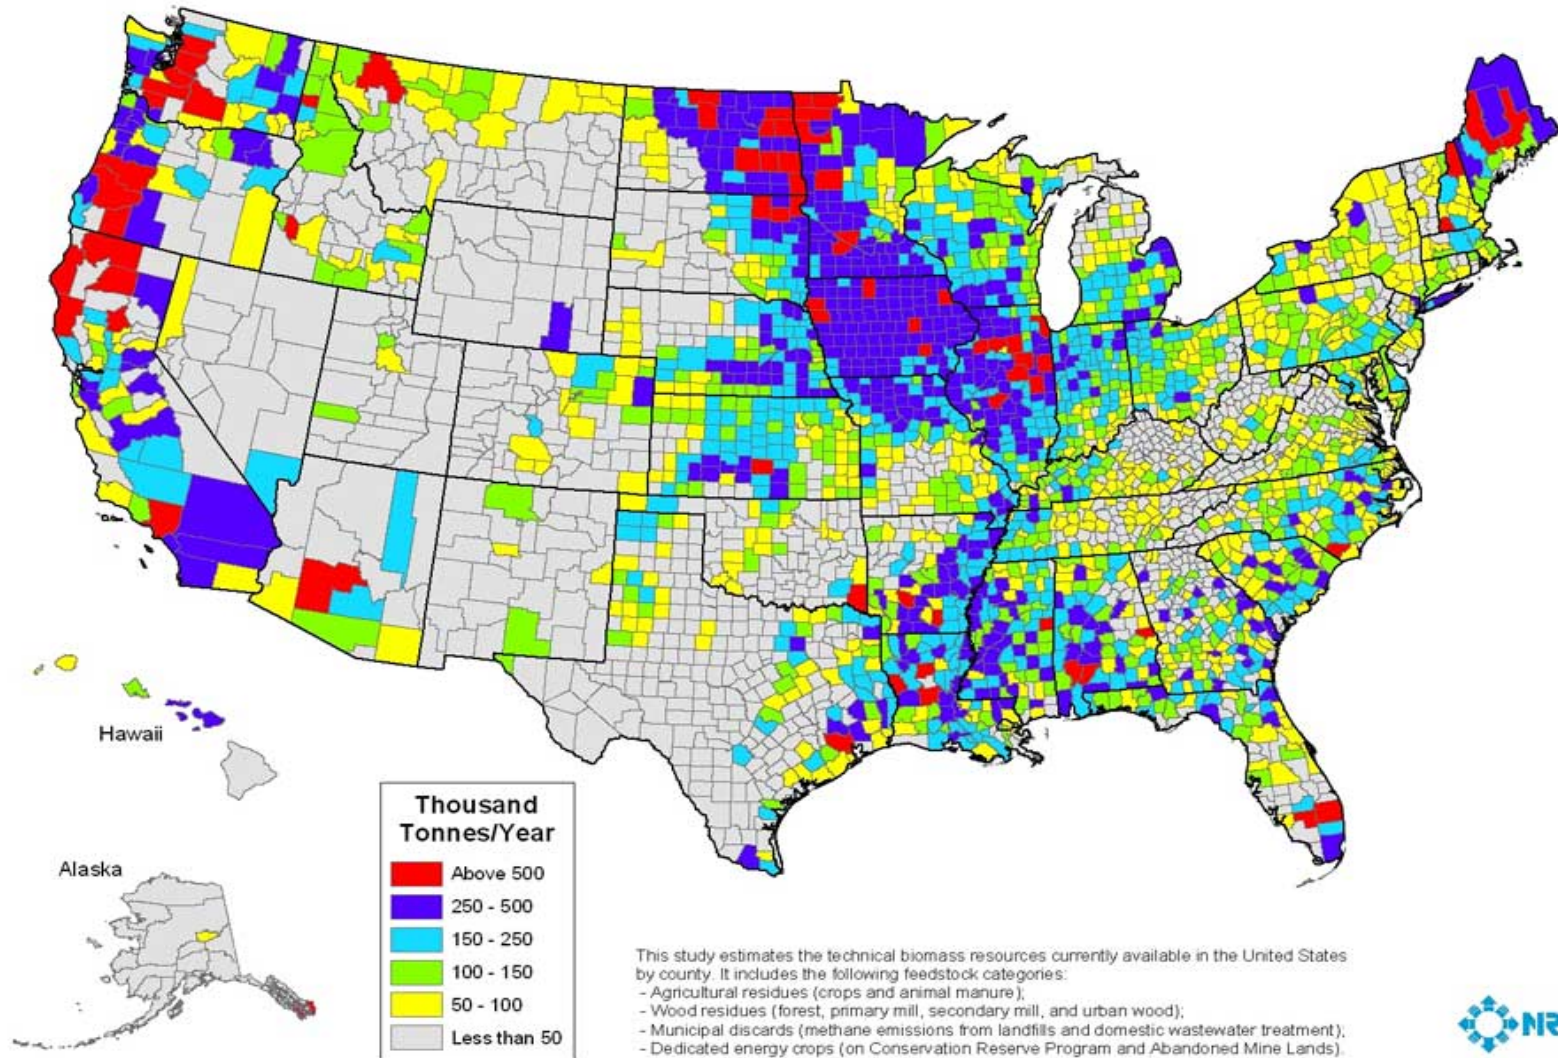 Hawaii
Alaska
Thousand
Tonnes/Year
Above 500
250 - 500
150 - 250
100 - 150
50 - 100
Less than 50
This study estimates the technical biomass resources currently available in the United States
by county. It includes the following feedstock categories:
- Agricultural residues (crops and animal manure);
- Wood residues (forest, primary mill, secondary mill, and urban wood);
- Municipal discards (methane emissions from landfills and domestic wastewater treatment);
- Dedicated energy crops (on Conservation Reserve Program and Abandoned Mine Lands).